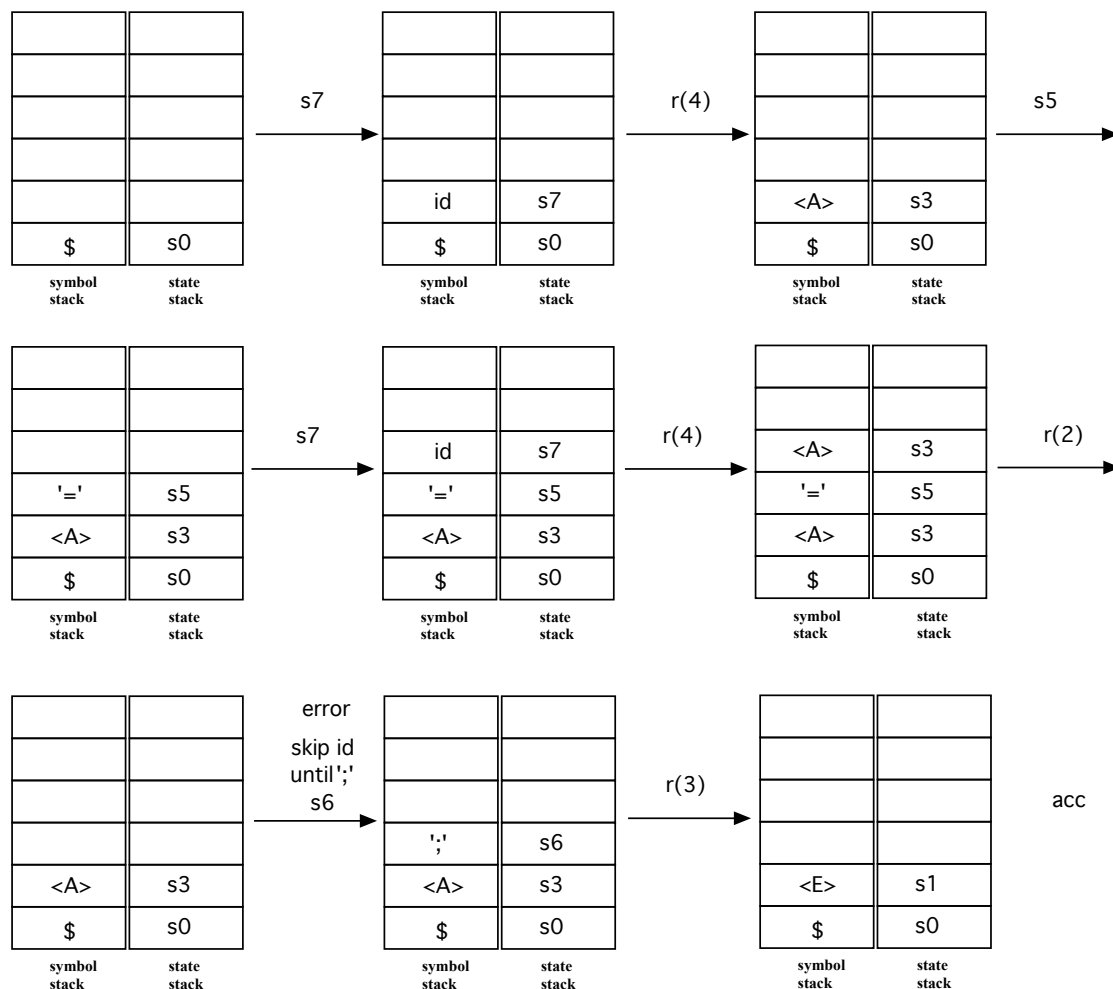 s7
r(4)
s5
id s7 <A> s3
$ s0 $ s0 $ s0
symbol state symbol state symbol state
stack stack stack stack stack stack
s7
r(4)
r(2)
id s7 <A> s3
'=' s5 '=' s5 '=' s5
<A> s3 <A> s3 <A> s3
$ s0 $ s0 $ s0
symbol state symbol state symbol state
stack stack stack stack stack stack
error
skip id
until ';'
s6
r(3)
acc
';' s6
<A> s3 <A> s3 <E> s1
$ s0 $ s0 $ s0
symbol state symbol state symbol state
stack stack stack stack stack stack